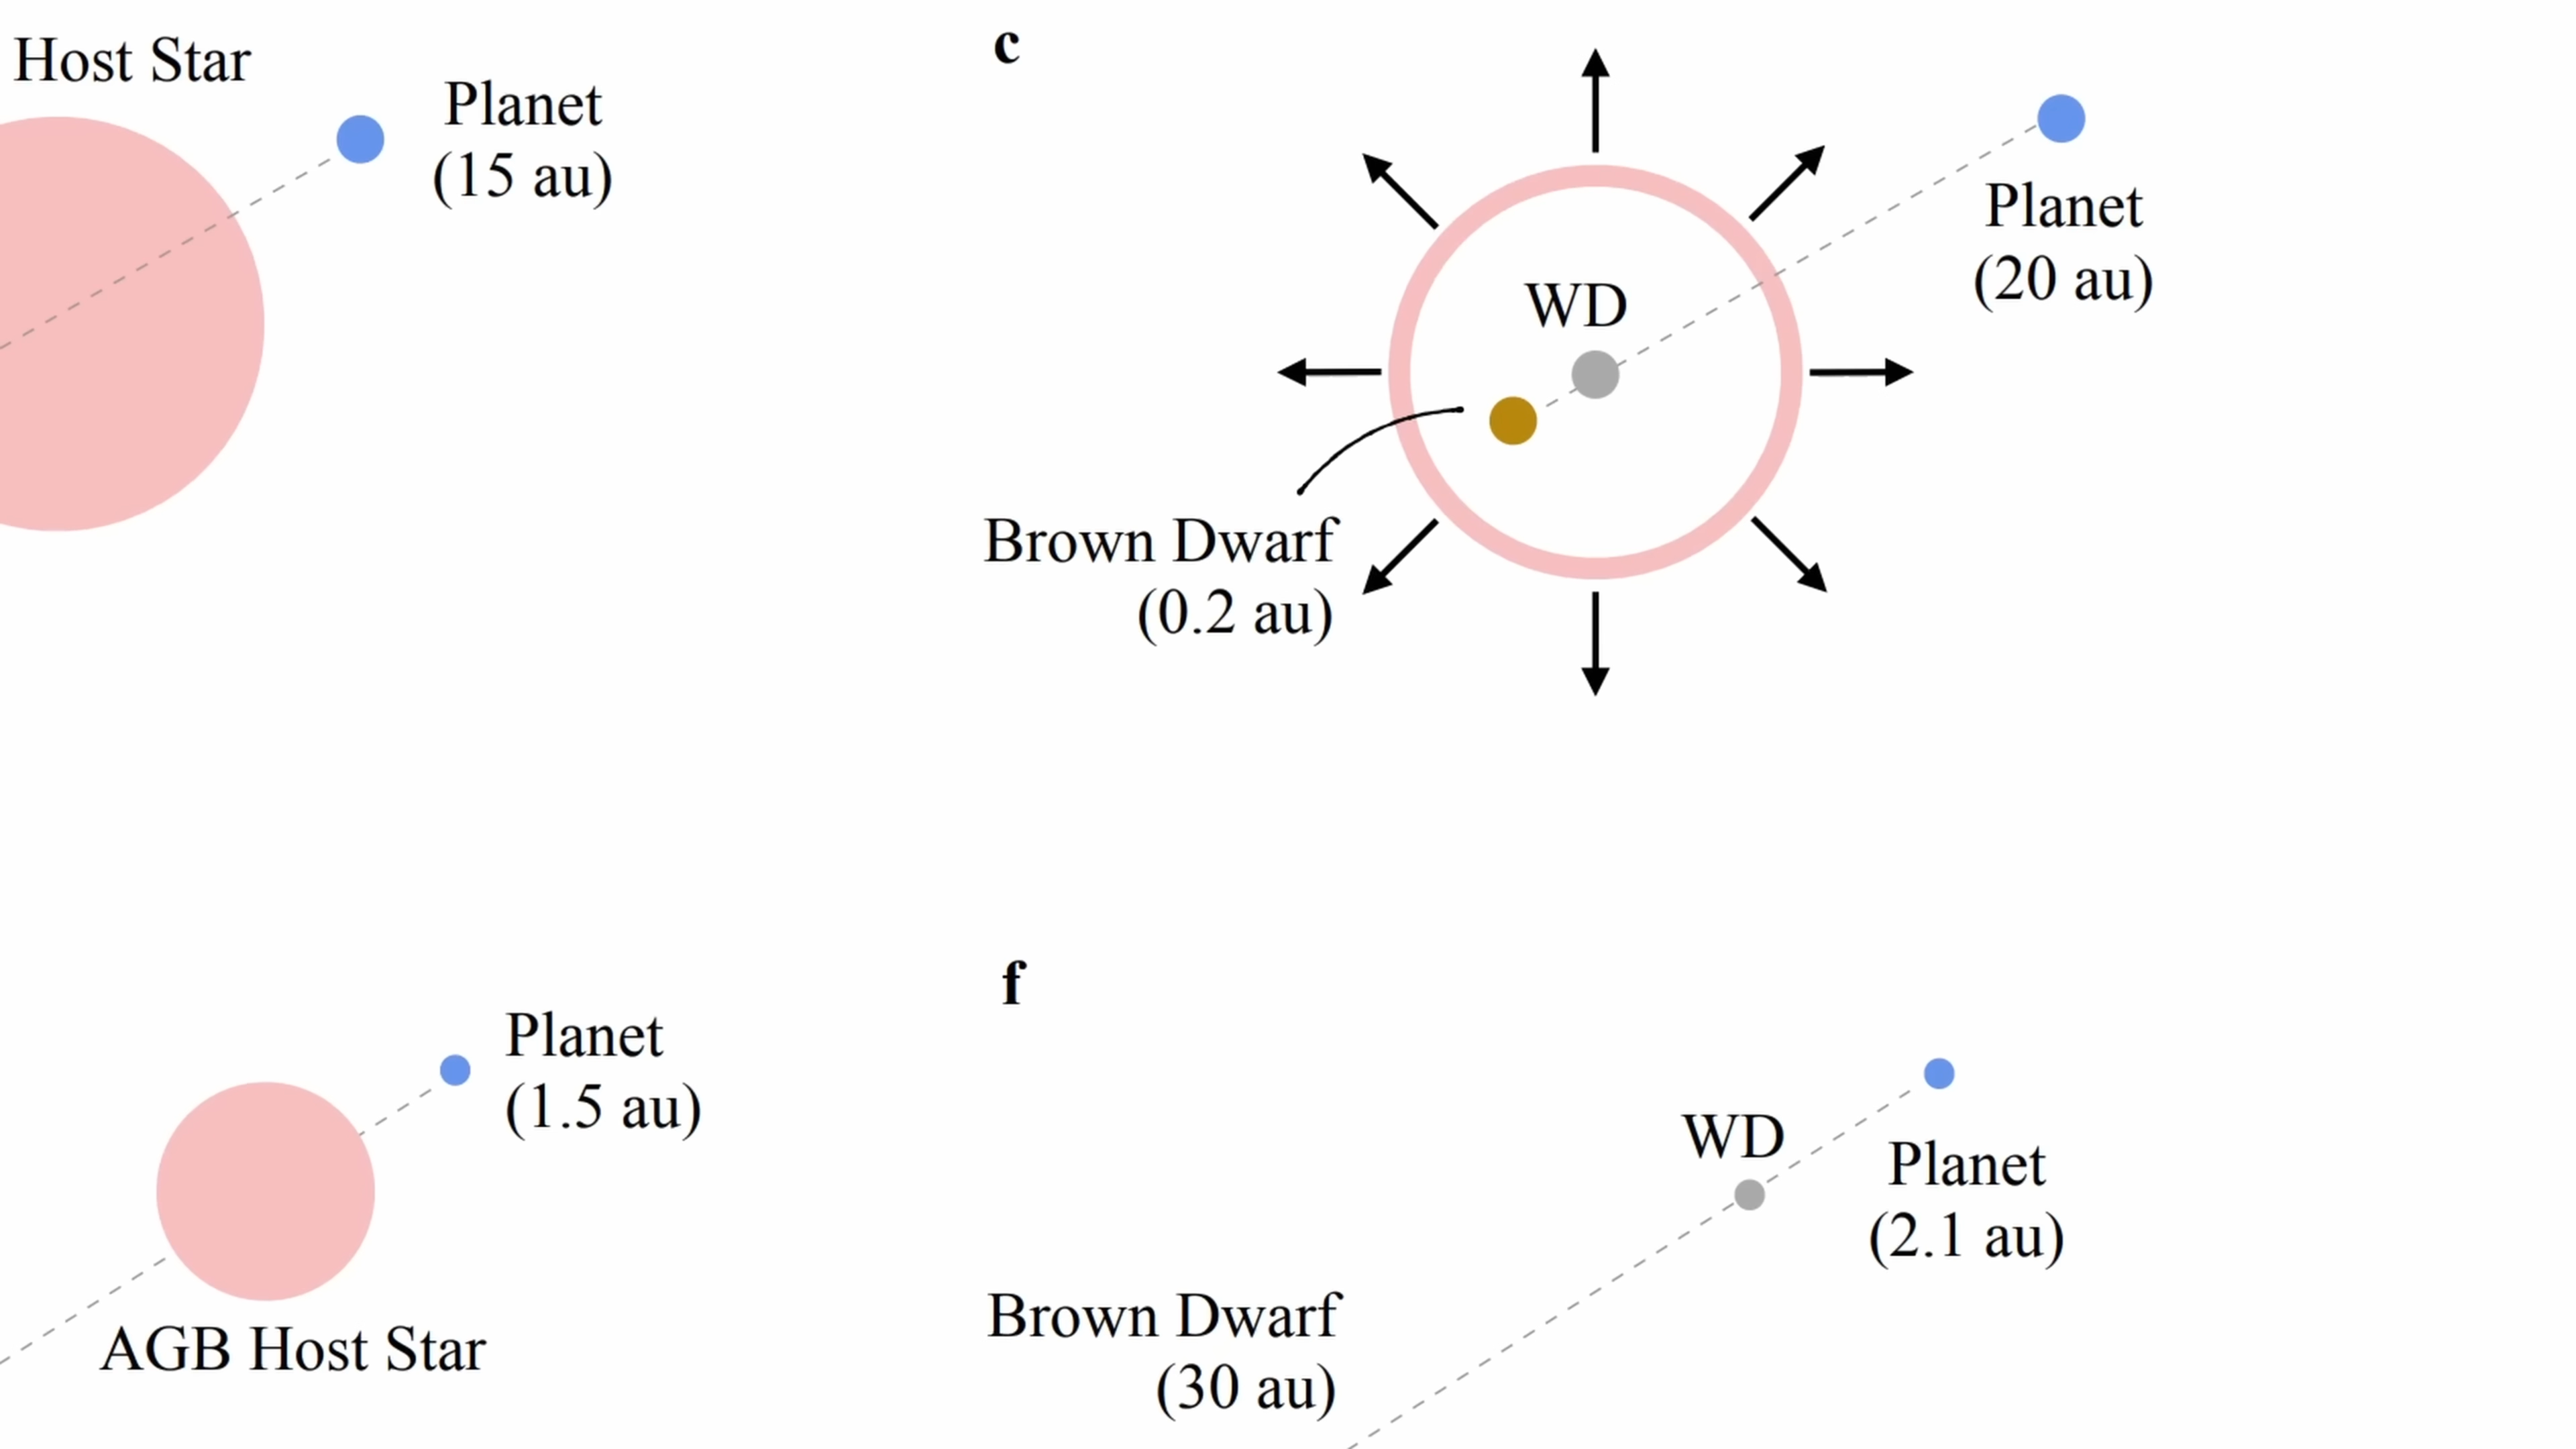 Host Star
Planet
(15 au)
c
WD
Planet
(20 au)
Brown Dwarf
(0.2 au)
Planet
(1.5 au)
AGB Host Star
f
WD
Planet
(2.1 au)
Brown Dwarf
(30 au)